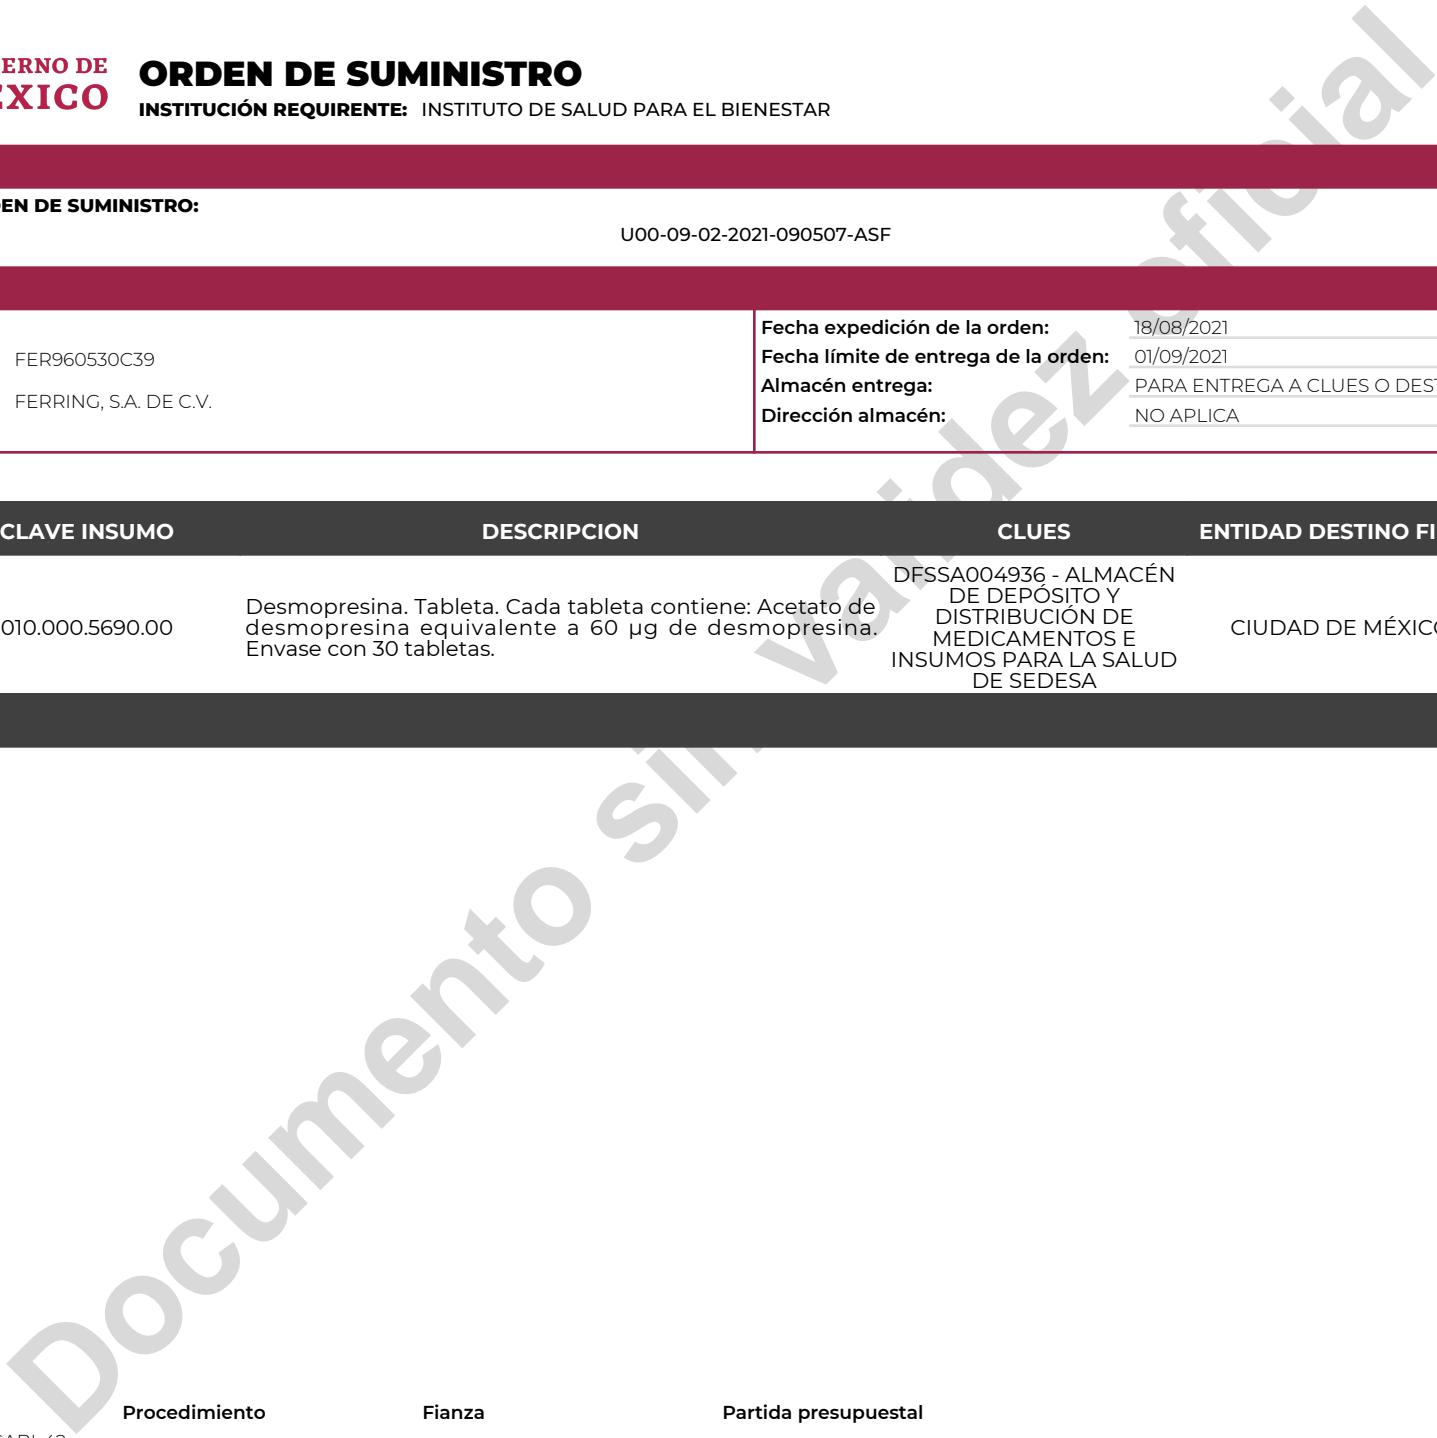 ERNO DE
ÉXICO
ORDEN DE SUMINISTRO
INSTITUCIÓN REQUIRENTE: INSTITUTO DE SALUD PARA EL BIENESTAR
EN DE SUMINISTRO:
U00-09-02-2021-090507-ASF
FER960530C39
FERRING, S.A. DE C.V.
Fecha expedición de la orden: 18/08/2021
Fecha límite de entrega de la orden: 01/09/2021
Almacén entrega: PARA ENTREGA A CLUES O DEST
Dirección almacén: NO APLICA
CLAVE INSUMO DESCRIPCION CLUES ENTIDAD DESTINO FI
010.000.5690.00
Desmopresina. Tableta. Cada tableta contiene: Acetato de
desmopresina equivalente a 60 µg de desmopresina.
Envase con 30 tabletas.
DFSSA004936 - ALMACÉN
DE DEPÓSITO Y
DISTRIBUCIÓN DE
MEDICAMENTOS E
INSUMOS PARA LA SALUD
DE SEDESA
CIUDAD DE MÉXICO
Documento sin validez oficial
Procedimiento Fianza Partida presupuestal